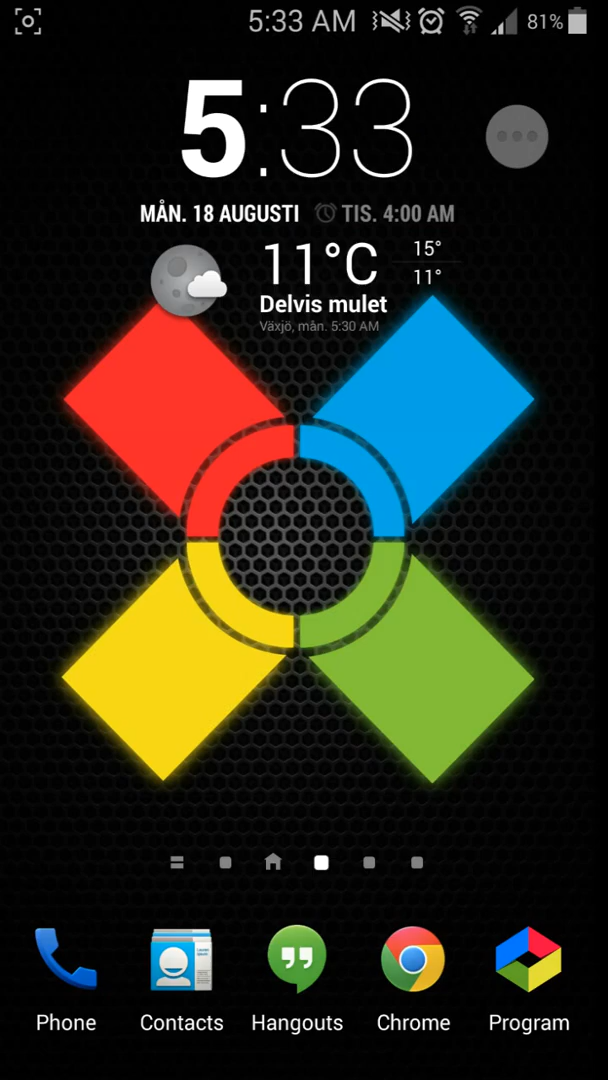 5:33 AM 81%
5:33
MÅN. 18 AUGUSTI TIS. 4:00 AM
11°C 15°
11°
Delvis mulet
Växjö, mån. 5:30 AM
Phone Contacts Hangouts Chrome Program